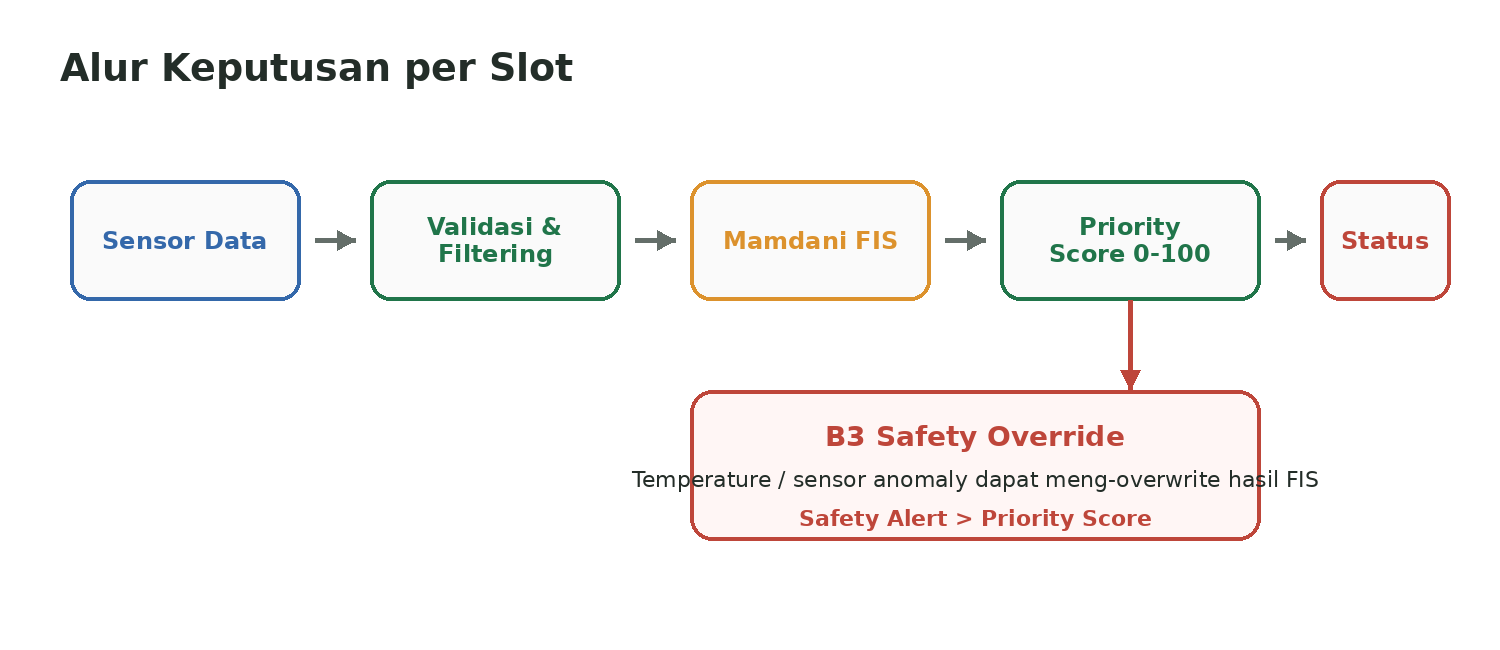 Alur Keputusan per Slot
Sensor Data
Validasi &
Filtering
Mamdani FIS
Priority
Score 0-100
Status
B3 Safety Override
Temperature / sensor anomaly dapat meng-overwrite hasil FIS
Safety Alert > Priority Score